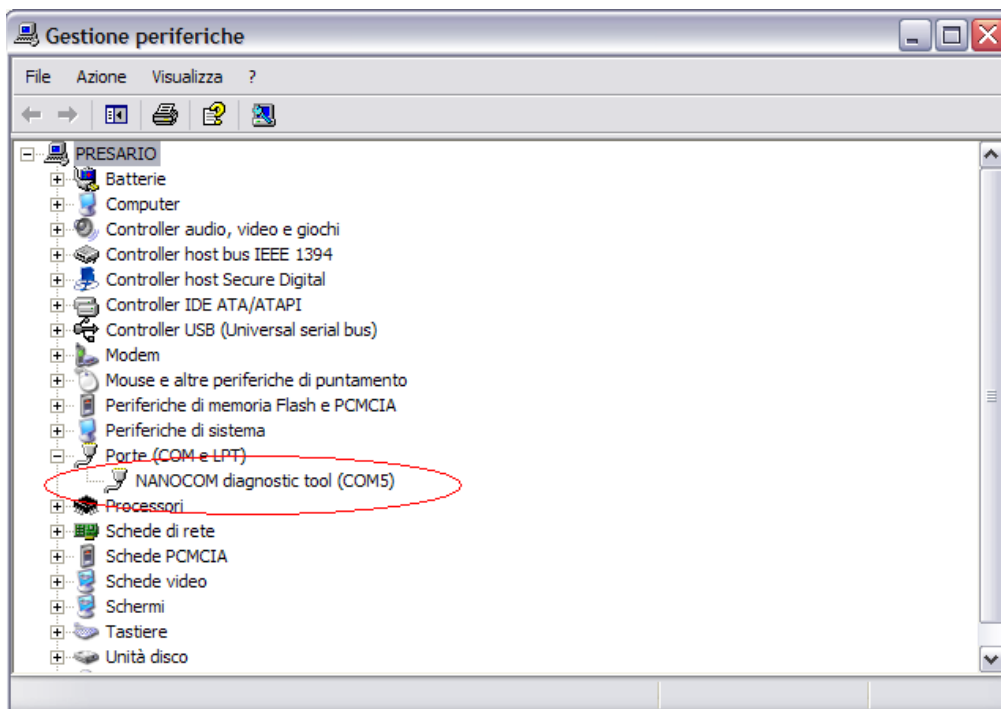 Gestione periferiche
File Azione Visualizza ?
PRESARIO
Batterie
Computer
Controller audio, video e giochi
Controller host bus IEEE 1394
Controller host Secure Digital
Controller IDE ATA/ATAPI
Controller USB (Universal serial bus)
Modem
Mouse e altre periferiche di puntamento
Periferiche di memoria Flash e PCMCIA
Periferiche di sistema
Porte (COM e LPT)
NANOCOM diagnostic tool (COM5)
Processori
Schede di rete
Schede PCMCIA
Schede video
Schermi
Tastiere
Unità disco